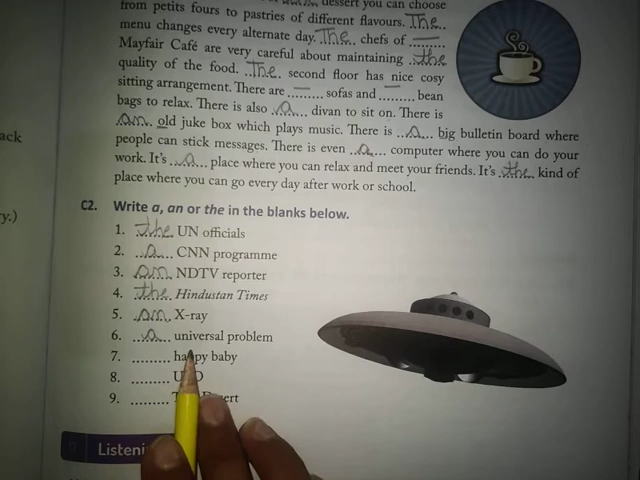 dessert you can choose
from petits fours to pastries of different flavours. The
menu changes every alternate day. The chefs of ........
Mayfair Café are very careful about maintaining the
quality of the food. The second floor has nice cosy
sitting arrangement. There are ........ sofas and ........ bean
bags to relax. There is also a divan to sit on. There is
an old juke box which plays music. There is a big bulletin board where
people can stick messages. There is even a computer where you can do your
work. It's a place where you can relax and meet your friends. It's the kind of
place where you can go every day after work or school.
ack
ry.)
C2. Write a, an or the in the blanks below.
1. the UN officials
2. a CNN programme
3. an NDTV reporter
4. the Hindustan Times
5. an X-ray
6. a universal problem
7. ......... happy baby
8. .........
9. .........
Listeni